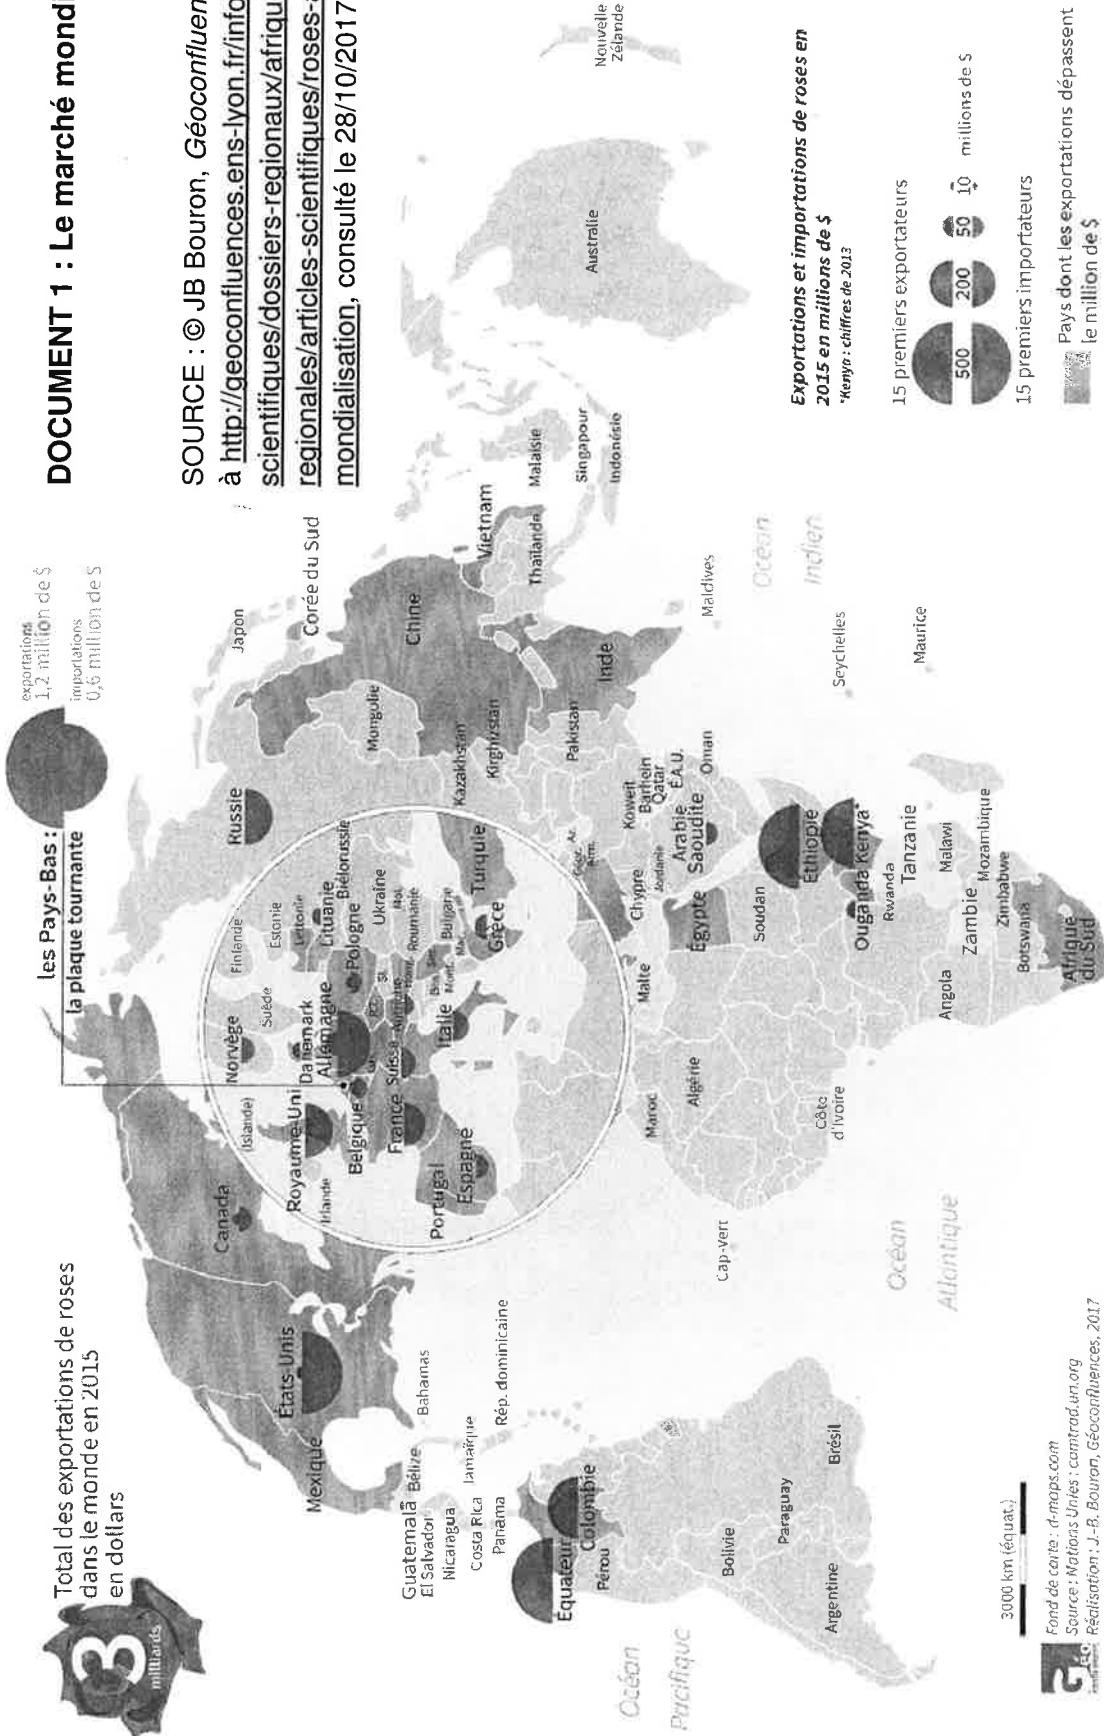 DOCUMENT 1 : Le marché mondi
SOURCE : © JB Bouron, Géoconfluen
à http://geoconfluences.ens-lyon.fr/info
scientifiques/dossiers-regionaux/afriqu
regionales/articles-scientifiques/roses-a
mondialisation, consulté le 28/10/2017
Total des exportations de roses
dans le monde en 2015
en dollars
3
milliards
les Pays-Bas :
la plaque tournante
exportations
1,2 million de $
importations
0,6 million de $
Canada
États-Unis
Mexique
Bahamas
Rép. dominicaine
Jamaïque
Bélize
Guatemala
El Salvador
Nicaragua
Costa Rica
Panama
Colombie
Équateur
Pérou
Bolivie
Paraguay
Brésil
Argentine
Océan
Pacifique
Océan
Atlantique
Cap-Vert
(Islande)
Norvège
Suède
Finlande
Estonie
Lettonie
Lituanie
Biélorussie
Russie
Royaume-Uni
Irlande
Danemark
Allemagne
Pologne
Ukraine
Mol.
Roumanie
Belgique
France
Suisse
Autriche
Bulgarie
Portugal
Espagne
Italie
Grèce
Turquie
Mongolie
Japon
Corée du Sud
Chine
Kazakhstan
Kirghizistan
Pakistan
Inde
Vietnam
Thaïlande
Malaisie
Singapour
Indonésie
Australie
Nouvelle
Zélande
Maldives
Océan
Indien
Seychelles
Maurice
Malte
Chypre
Jordanie
Koweït
Barhein
Qatar
É.A.U.
Oman
Arabie
Saoudite
Maroc
Algérie
Égypte
Soudan
Éthiopie
Côte
d'Ivoire
Ouganda
Kenya*
Rwanda
Tanzanie
Angola
Zambie
Malawi
Mozambique
Zimbabwe
Botswana
Afrique
du Sud
Exportations et importations de roses en
2015 en millions de $
*Kenya : chiffres de 2013
15 premiers exportateurs
500
200
50
10
millions de $
15 premiers importateurs
Pays dont les exportations dépassent
le million de $
3000 km (équat.)
Fond de carte : d-maps.com
Source : Nations Unies : comtrad.un.org
Réalisation : J.-B. Bouron, Géoconfluences, 2017